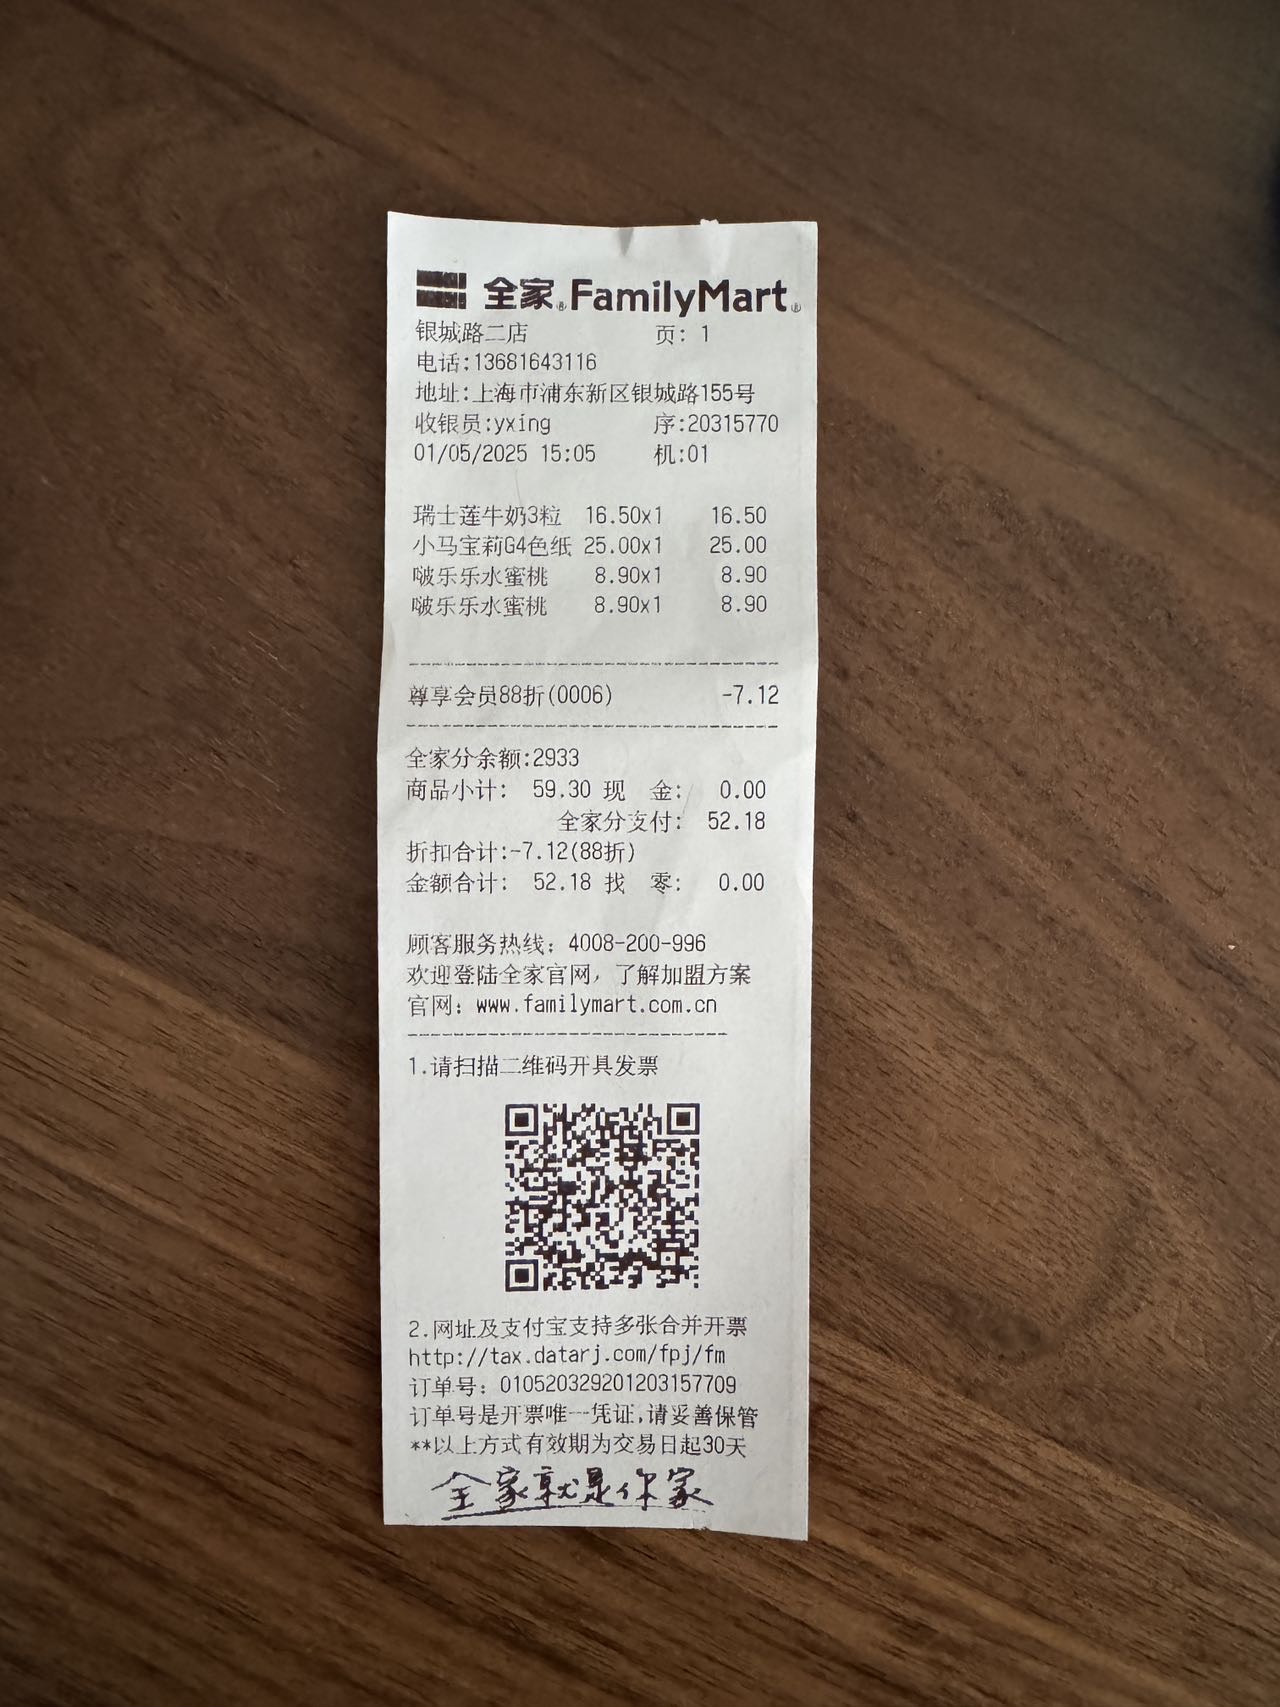 全家® FamilyMart®
银城路二店 页: 1
电话:13681643116
地址:上海市浦东新区银城路155号
收银员:yxing 序:20315770
01/05/2025 15:05 机:01
瑞士莲牛奶3粒 16.50x1 16.50
小马宝莉G4色纸 25.00x1 25.00
啵乐乐水蜜桃 8.90x1 8.90
啵乐乐水蜜桃 8.90x1 8.90
尊享会员88折(0006) -7.12
全家分余额:2933
商品小计: 59.30 现 金: 0.00
全家分支付: 52.18
折扣合计:-7.12(88折)
金额合计: 52.18 找 零: 0.00
顾客服务热线: 4008-200-996
欢迎登陆全家官网, 了解加盟方案
官网: www.familymart.com.cn
1.请扫描二维码开具发票
2.网址及支付宝支持多张合并开票
http://tax.datarj.com/fpj/fm
订单号: 010520329201203157709
订单号是开票唯一凭证,请妥善保管
**以上方式有效期为交易日起30天
全家就是你家